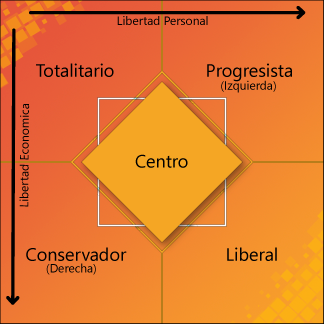 Libertad Personal
Totalitario
Progresista
(Izquierda)
Libertad Economica
Centro
Conservador
(Derecha)
Liberal